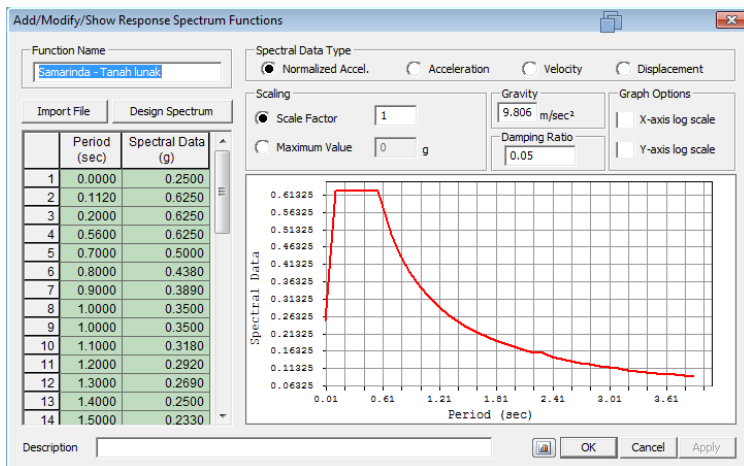 Add/Modify/Show Response Spectrum Functions
Function Name
Samarinda - Tanah lunak
Import File Design Spectrum
Spectral Data Type
Normalized Accel. Acceleration Velocity Displacement
Scaling
Scale Factor 1
Maximum Value 0 g
Gravity
9.806 m/sec²
Damping Ratio
0.05
Graph Options
X-axis log scale
Y-axis log scale
Period (sec) Spectral Data (g)
1 0.0000 0.2500
2 0.1120 0.6250
3 0.2000 0.6250
4 0.5600 0.6250
5 0.7000 0.5000
6 0.8000 0.4380
7 0.9000 0.3890
8 1.0000 0.3500
9 1.0000 0.3500
10 1.1000 0.3180
11 1.2000 0.2920
12 1.3000 0.2690
13 1.4000 0.2500
14 1.5000 0.2330
Spectral Data
0.61325
0.56325
0.51325
0.46325
0.41325
0.36325
0.31325
0.26325
0.21325
0.16325
0.11325
0.06325
0.01 0.61 1.21 1.81 2.41 3.01 3.61
Period (sec)
Description
OK Cancel Apply